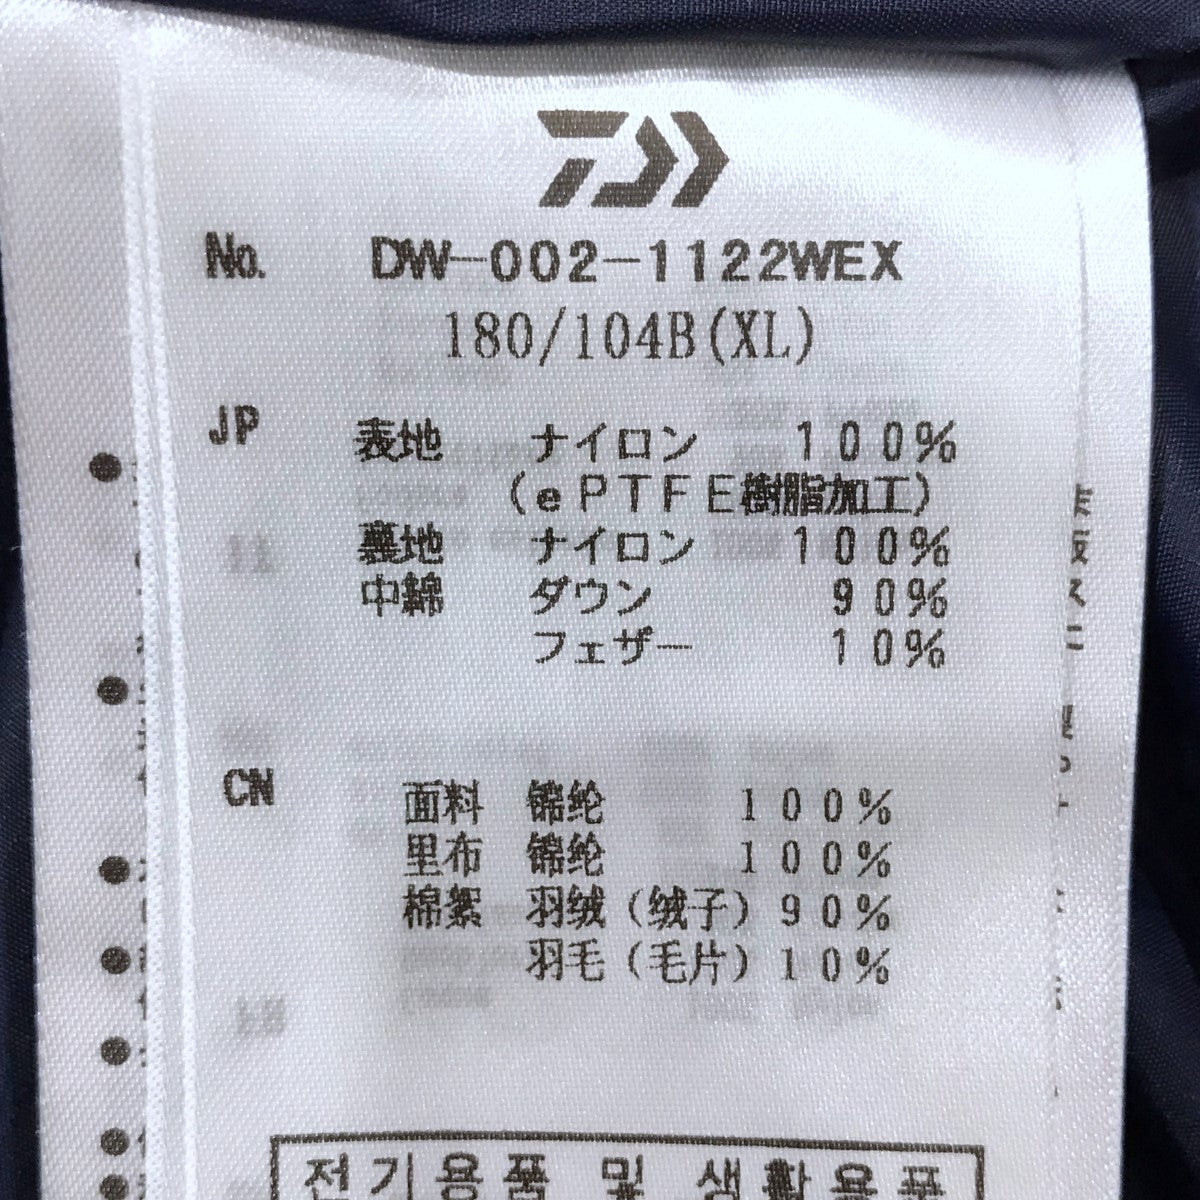 No. DW-002-1122WEX
180/104B(XL)
JP 表地 ナイロン 100%
(ePTFE樹脂加工)
裏地 ナイロン 100%
中綿 ダウン 90%
フェザー 10%
CN 面料 锦纶 100%
里布 锦纶 100%
棉絮 羽绒(绒子) 90%
羽毛(毛片) 10%
전기용품 및 생활용품